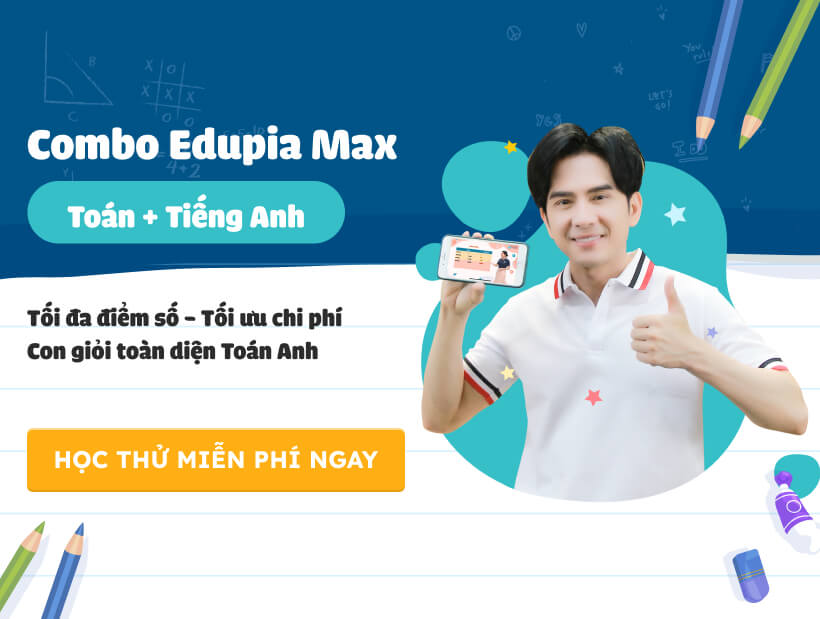 Combo Edupia Max
Toán + Tiếng Anh
Tối đa điểm số - Tối ưu chi phí
Con giỏi toàn diện Toán Anh
HỌC THỬ MIỄN PHÍ NGAY